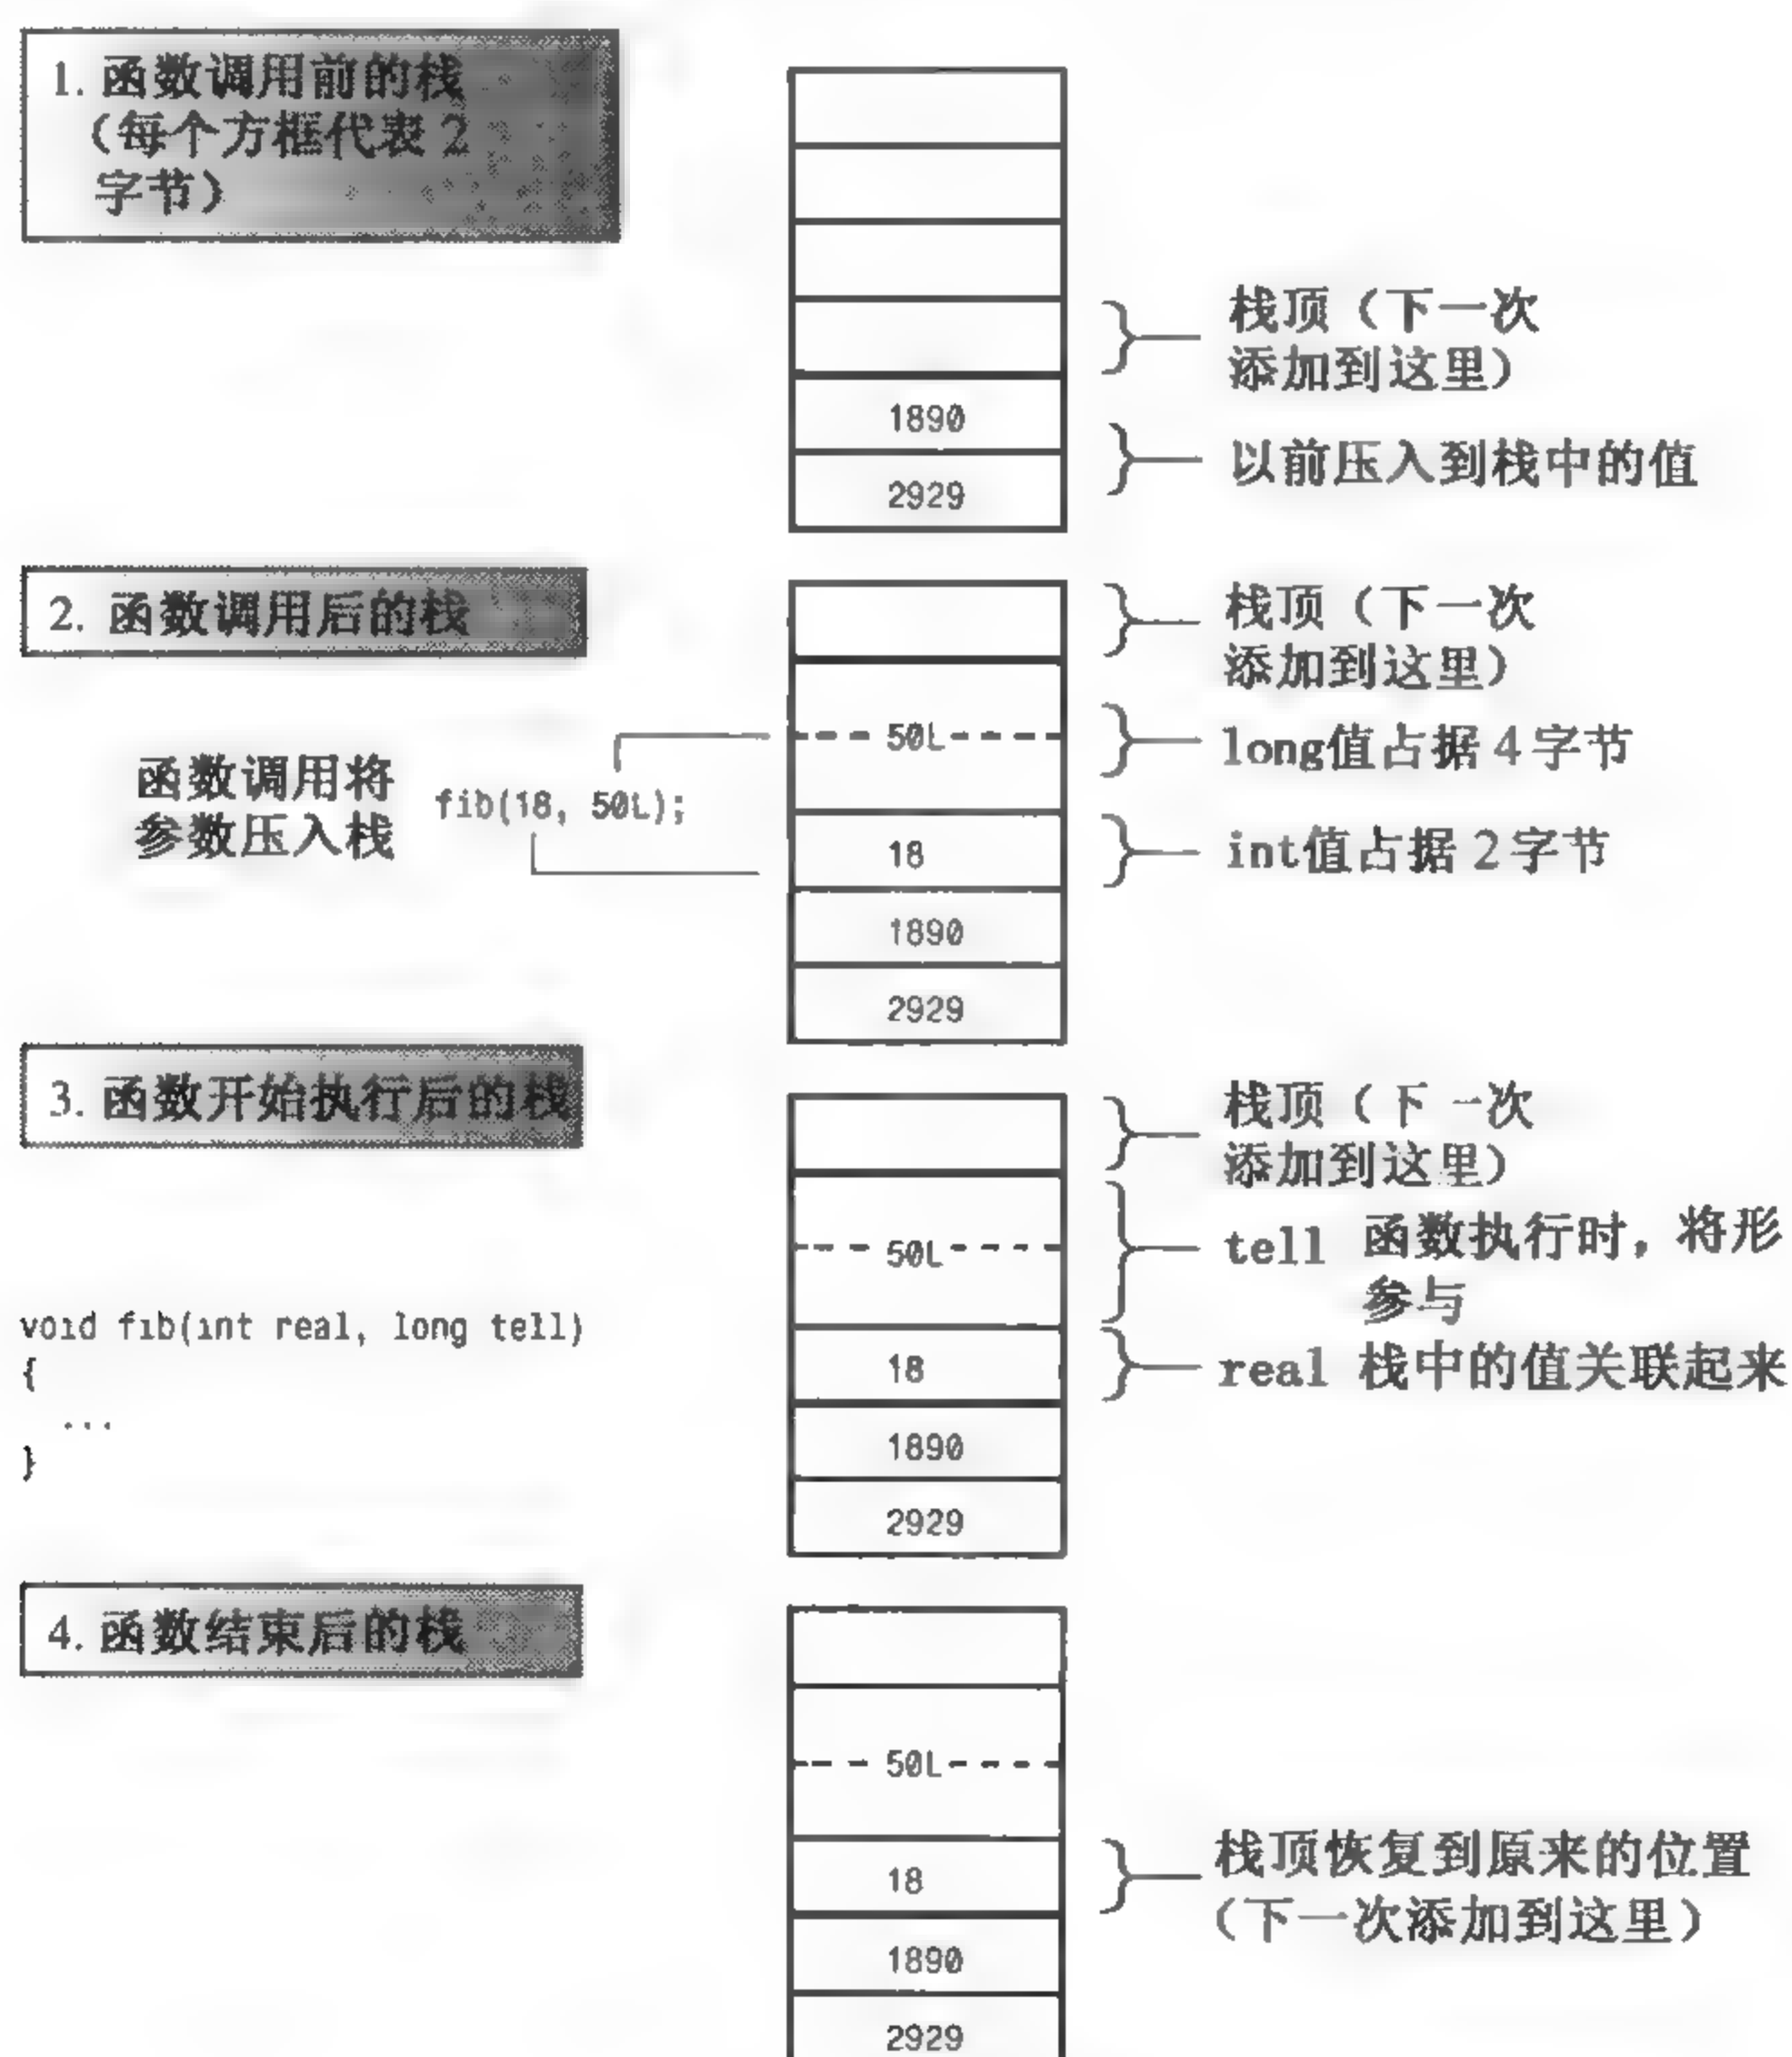 1. 函数调用前的栈
（每个方框代表 2
字节）
栈顶（下一次
添加到这里）
1890
以前压入到栈中的值
2929
2. 函数调用后的栈
栈顶（下一次
添加到这里）
50L
long值占据 4 字节
函数调用将
参数压入栈
fib(18, 50L);
18
int值占据 2 字节
1890
2929
3. 函数开始执行后的栈
栈顶（下一次
添加到这里）
50L
tell 函数执行时，将形
参与
void fib(int real, long tell)
{
...
}
18
real 栈中的值关联起来
1890
2929
4. 函数结束后的栈
50L
18
栈顶恢复到原来的位置
（下一次添加到这里）
1890
2929